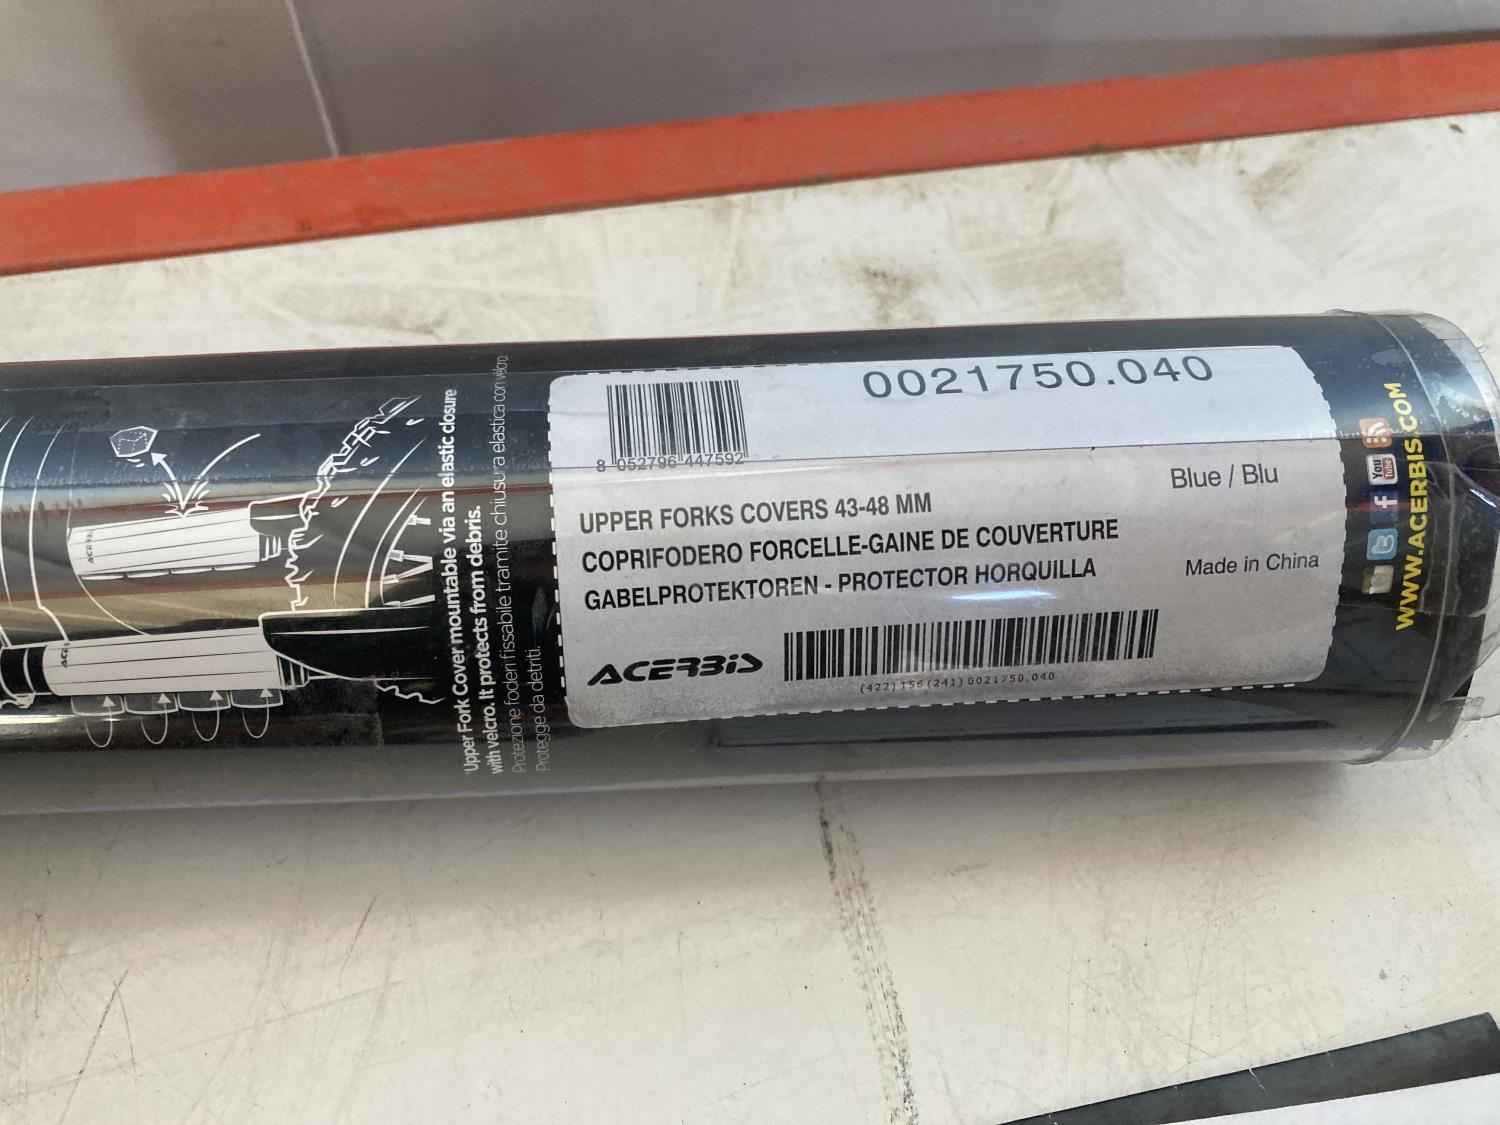 0021750.040
8 052796 447592
Blue / Blu
UPPER FORKS COVERS 43-48 MM
COPRIFODERO FORCELLE-GAINE DE COUVERTURE
GABELPROTEKTOREN - PROTECTOR HORQUILLA
Made in China
ACERBIS
(422)156(241)0021750.040
Upper Fork Cover mountable via an elastic closure
with velcro. It protects from debris.
Protezione foderi fissabile tramite chiusura elastica con velcro.
Protegge da detriti.
WWW.ACERBIS.COM
You
Tube
ACERBIS